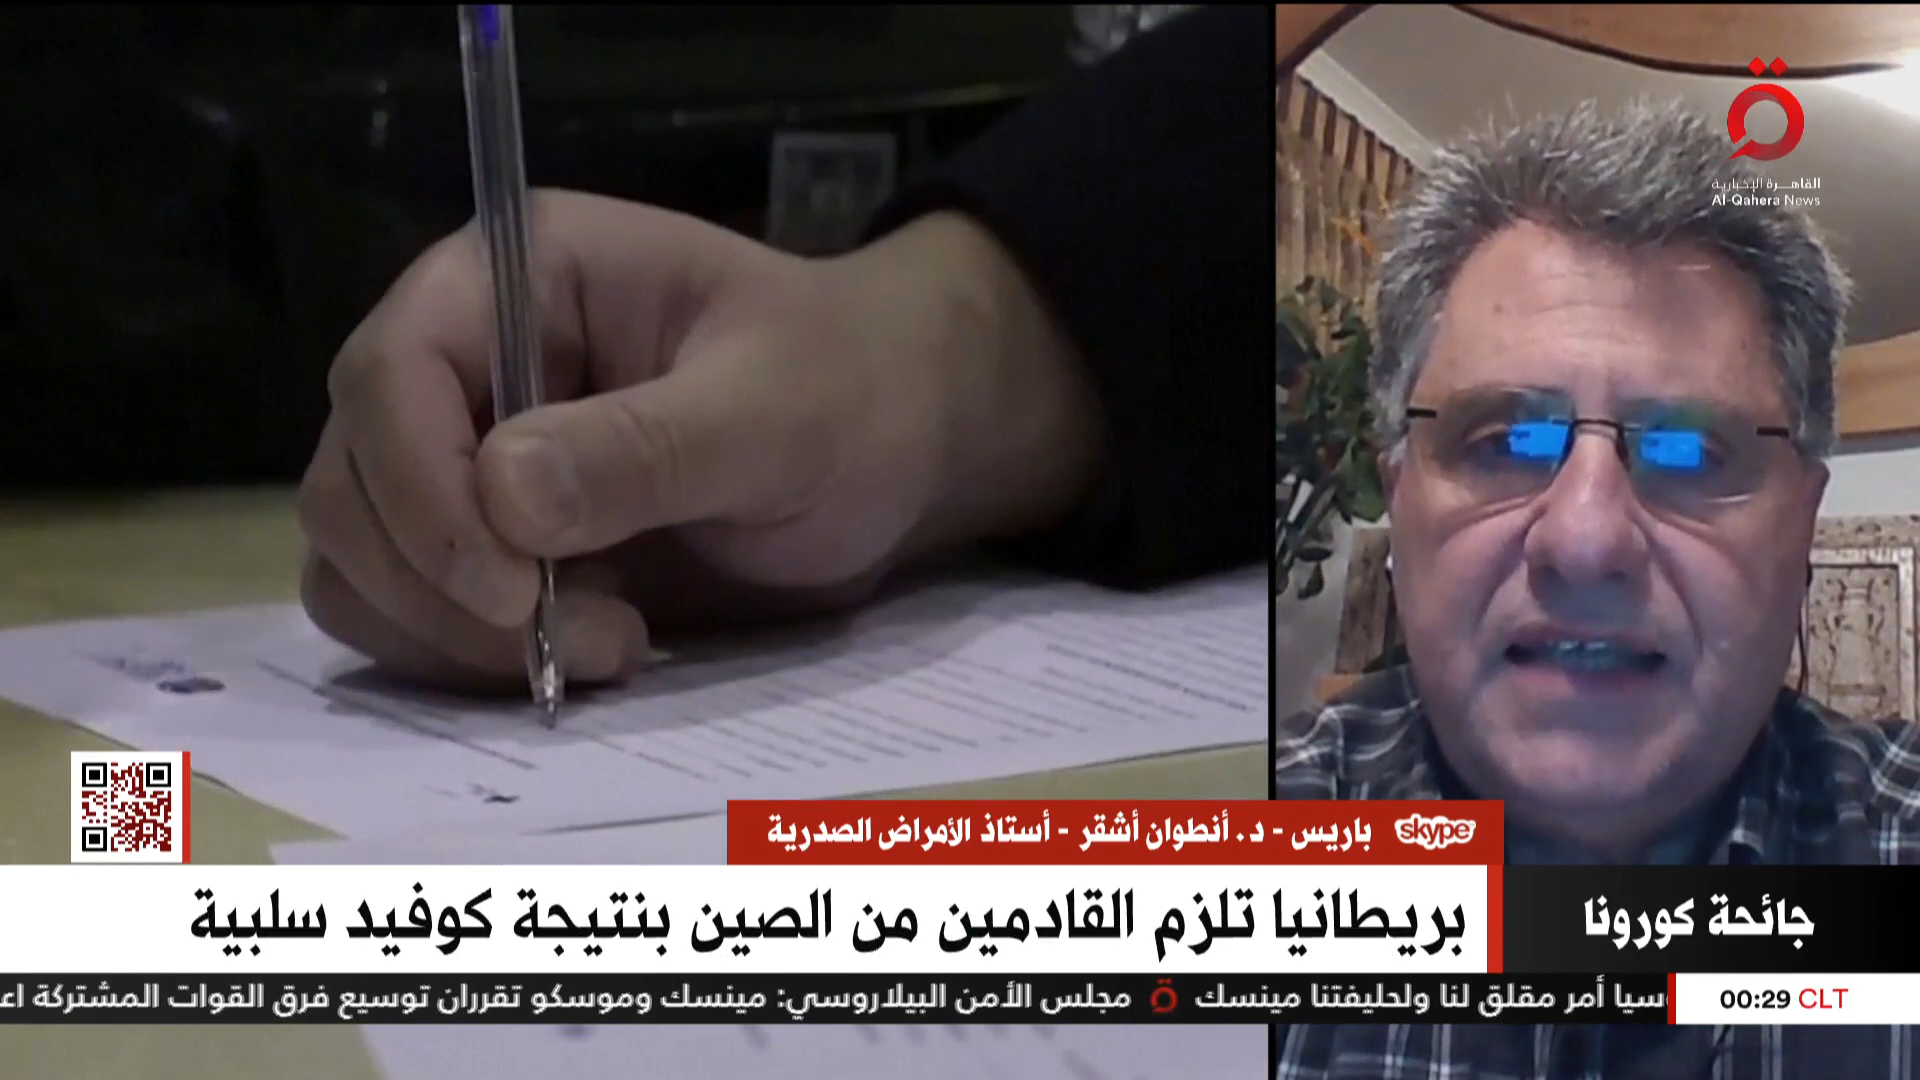 القاهرة الإخبارية
Al-Qahera News
skype باريس - د. أنطوان أشقر - أستاذ الأمراض الصدرية
جائحة كورونا
بريطانيا تلزم القادمين من الصين بنتيجة كوفيد سلبية
00:29 CLT
أمر مقلق لنا ولحليفتنا مينسك
مجلس الأمن البيلاروسي: مينسك وموسكو تقرران توسيع فرق القوات المشتركة